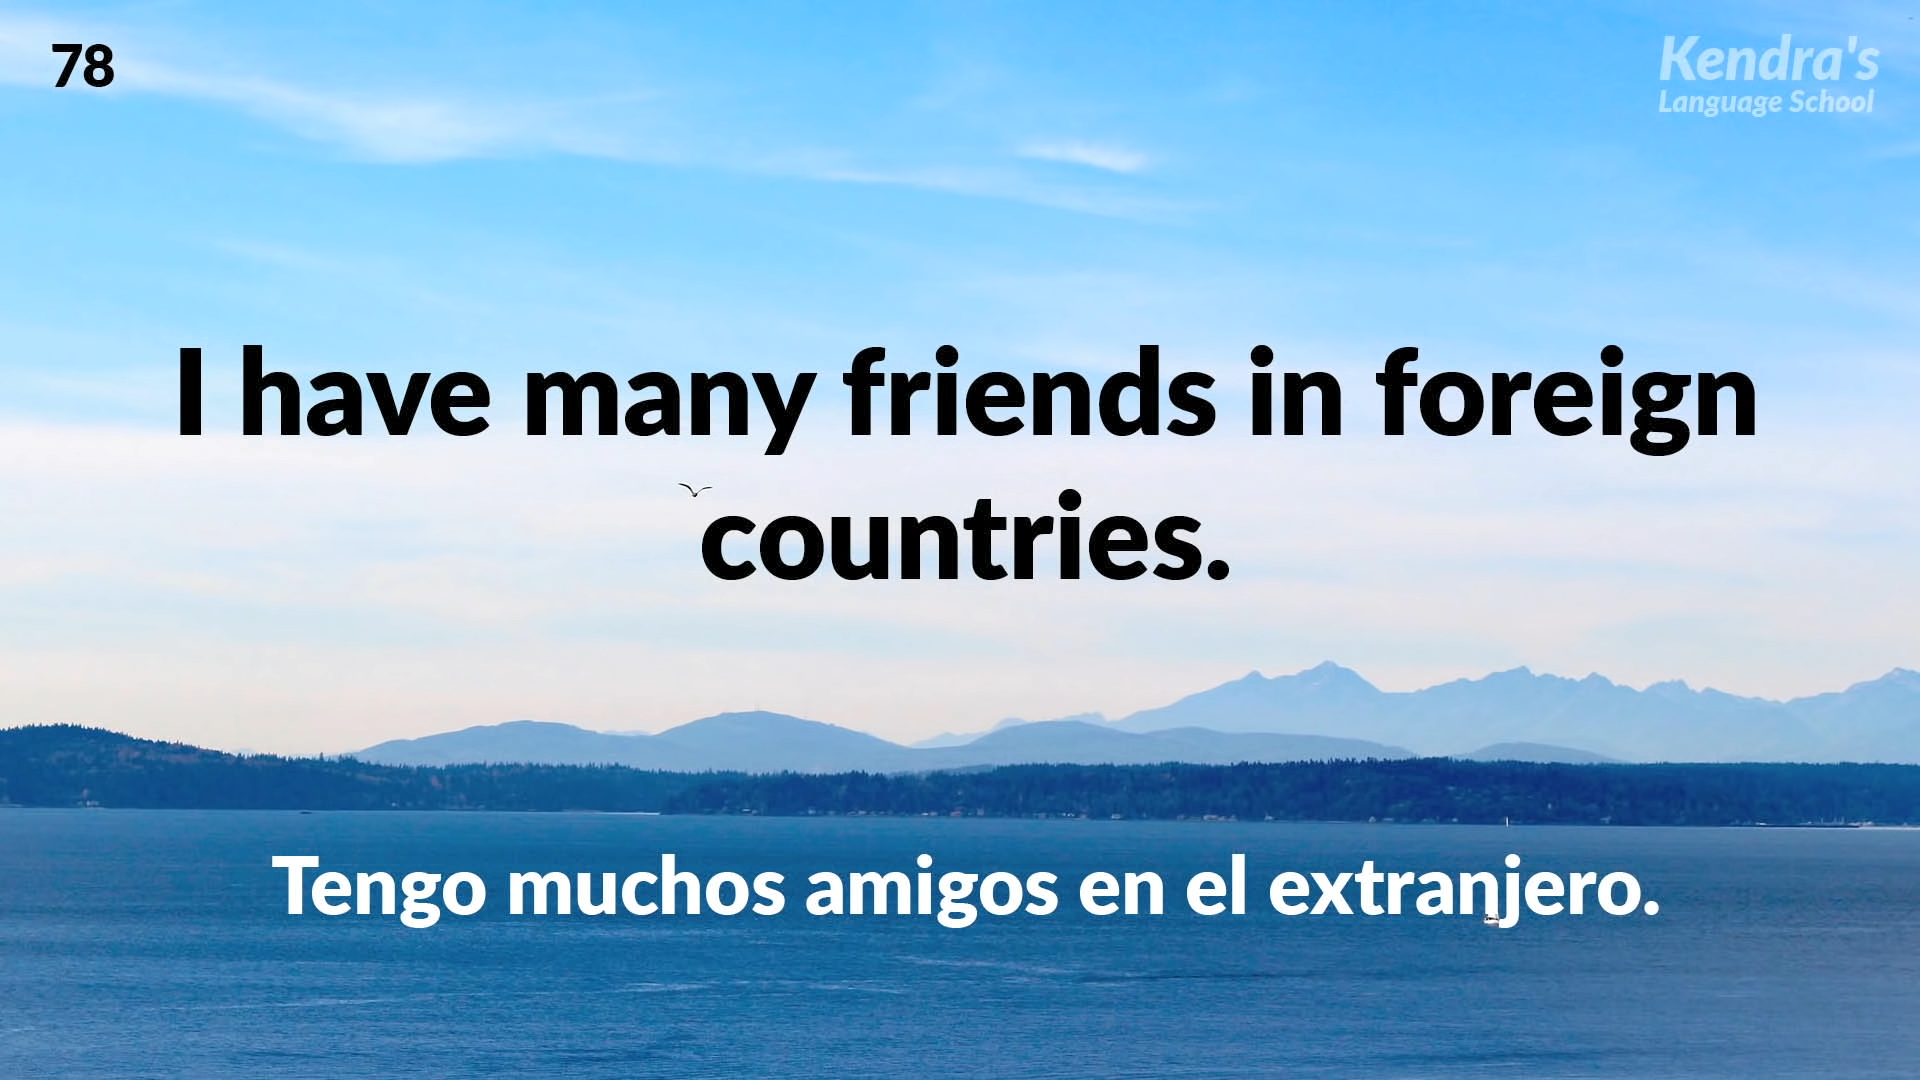 78
Kendra's
Language School
I have many friends in foreign
countries.
Tengo muchos amigos en el extranjero.